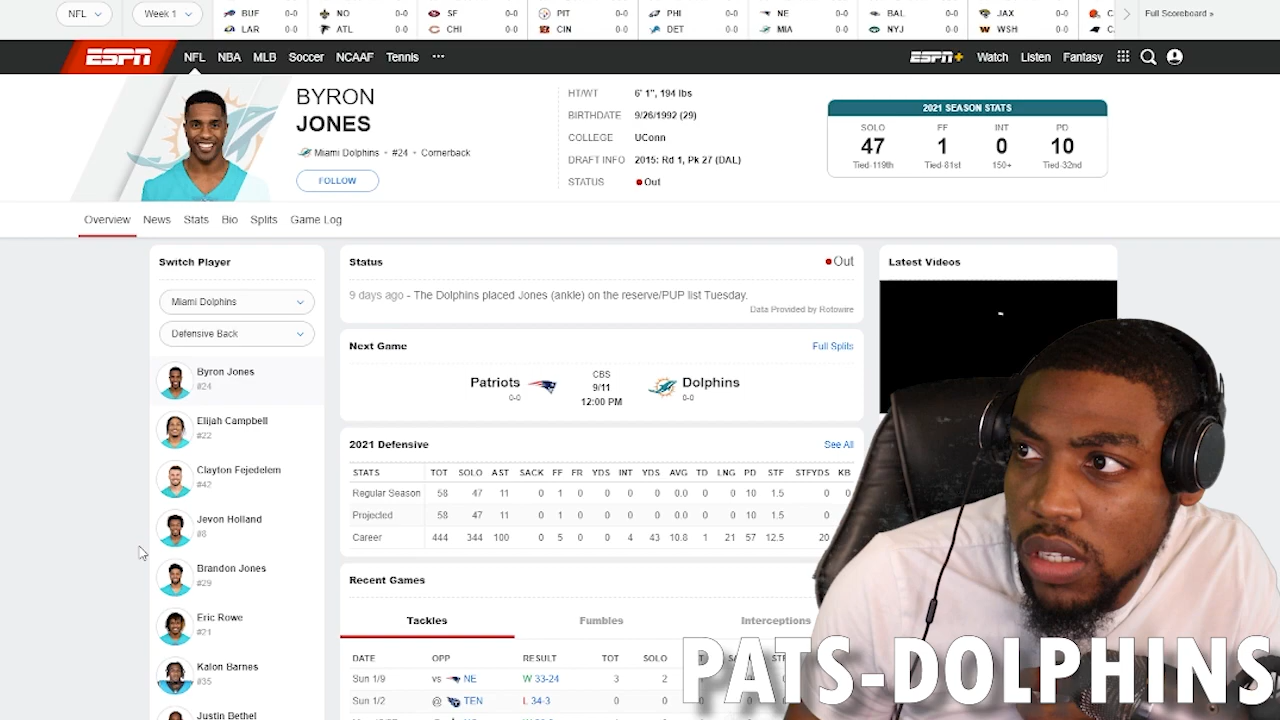 NFL
Week 1
BUF 0-0
LAR 0-0
NO 0-0
ATL 0-0
SF 0-0
CHI 0-0
PIT 0-0
CIN 0-0
PHI 0-0
DET 0-0
NE 0-0
MIA 0-0
BAL 0-0
NYJ 0-0
JAX 0-0
WSH 0-0
Full Scoreboard »
ESPN NFL NBA MLB Soccer NCAAF Tennis ••• ESPN+ Watch Listen Fantasy
BYRON
JONES
Miami Dolphins • #24 • Cornerback
FOLLOW
HT/WT 6' 1", 194 lbs
BIRTHDATE 9/26/1992 (29)
COLLEGE UConn
DRAFT INFO 2015: Rd 1, Pk 27 (DAL)
STATUS Out
2021 SEASON STATS
SOLO FF INT PD
47 1 0 10
Tied-119th Tied-81st 150+ Tied-32nd
Overview News Stats Bio Splits Game Log
Switch Player
Miami Dolphins
Defensive Back
Byron Jones
#24
Elijah Campbell
#22
Clayton Fejedelem
#42
Jevon Holland
#8
Brandon Jones
#29
Eric Rowe
#21
Kalon Barnes
#35
Justin Bethel
Status Out
9 days ago - The Dolphins placed Jones (ankle) on the reserve/PUP list Tuesday.
Data Provided by Rotowire
Next Game Full Splits
Patriots
0-0
CBS
9/11
12:00 PM
Dolphins
0-0
2021 Defensive See All
STATS TOT SOLO AST SACK FF FR YDS INT YDS AVG TD LNG PD STF STFYDS KB
Regular Season 58 47 11 0 1 0 0 0 0 0.0 0 0 10 1.5 0 0
Projected 58 47 11 0 1 0 0 0 0 0.0 0 0 10 1.5 0
Career 444 344 100 0 5 0 0 4 43 10.8 1 21 57 12.5 20
Recent Games
Tackles Fumbles Interceptions
DATE OPP RESULT TOT SOLO
Sun 1/9 vs NE W 33-24 3 2
Sun 1/2 @ TEN L 34-3 0 0
Latest Videos
PATS-DOLPHINS